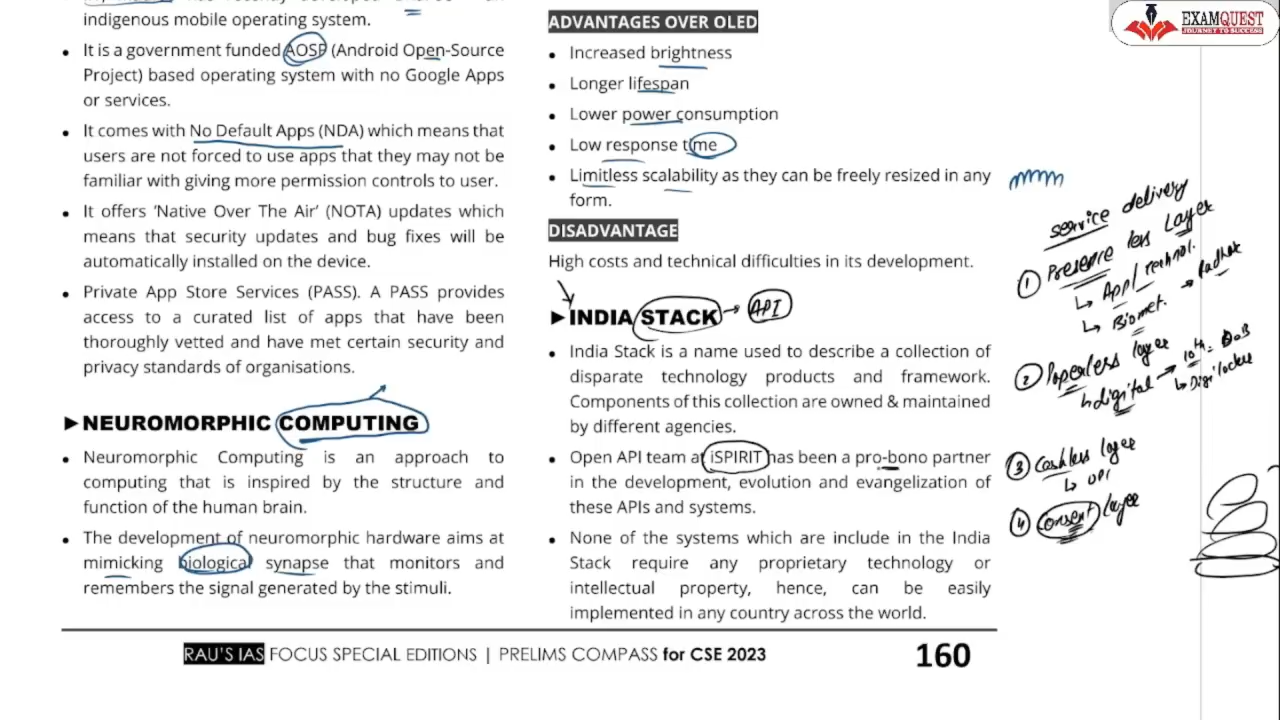 indigenous mobile operating system.
• It is a government funded AOSP (Android Open-Source
Project) based operating system with no Google Apps
or services.
• It comes with No Default Apps (NDA) which means that
users are not forced to use apps that they may not be
familiar with giving more permission controls to user.
• It offers 'Native Over The Air' (NOTA) updates which
means that security updates and bug fixes will be
automatically installed on the device.
• Private App Store Services (PASS). A PASS provides
access to a curated list of apps that have been
thoroughly vetted and have met certain security and
privacy standards of organisations.
►NEUROMORPHIC COMPUTING
• Neuromorphic Computing is an approach to
computing that is inspired by the structure and
function of the human brain.
• The development of neuromorphic hardware aims at
mimicking biological synapse that monitors and
remembers the signal generated by the stimuli.
ADVANTAGES OVER OLED
• Increased brightness
• Longer lifespan
• Lower power consumption
• Low response time
• Limitless scalability as they can be freely resized in any
form.
DISADVANTAGE
High costs and technical difficulties in its development.
►INDIA STACK → API
• India Stack is a name used to describe a collection of
disparate technology products and framework.
Components of this collection are owned & maintained
by different agencies.
• Open API team at iSPIRIT has been a pro-bono partner
in the development, evolution and evangelization of
these APIs and systems.
• None of the systems which are include in the India
Stack require any proprietary technology or
intellectual property, hence, can be easily
implemented in any country across the world.
EXAMQUEST
JOURNEY TO SUCCESS
service delivery
① Presence less Layer
↳ App/Technol.
↳ Biomet. → Aadhar
② Paperless layer
↳ digital → 10th = DoB
↳ Digilocker
③ Cashless layer
↳ UPI
④ Consent layer
RAU'S IAS FOCUS SPECIAL EDITIONS | PRELIMS COMPASS for CSE 2023
160